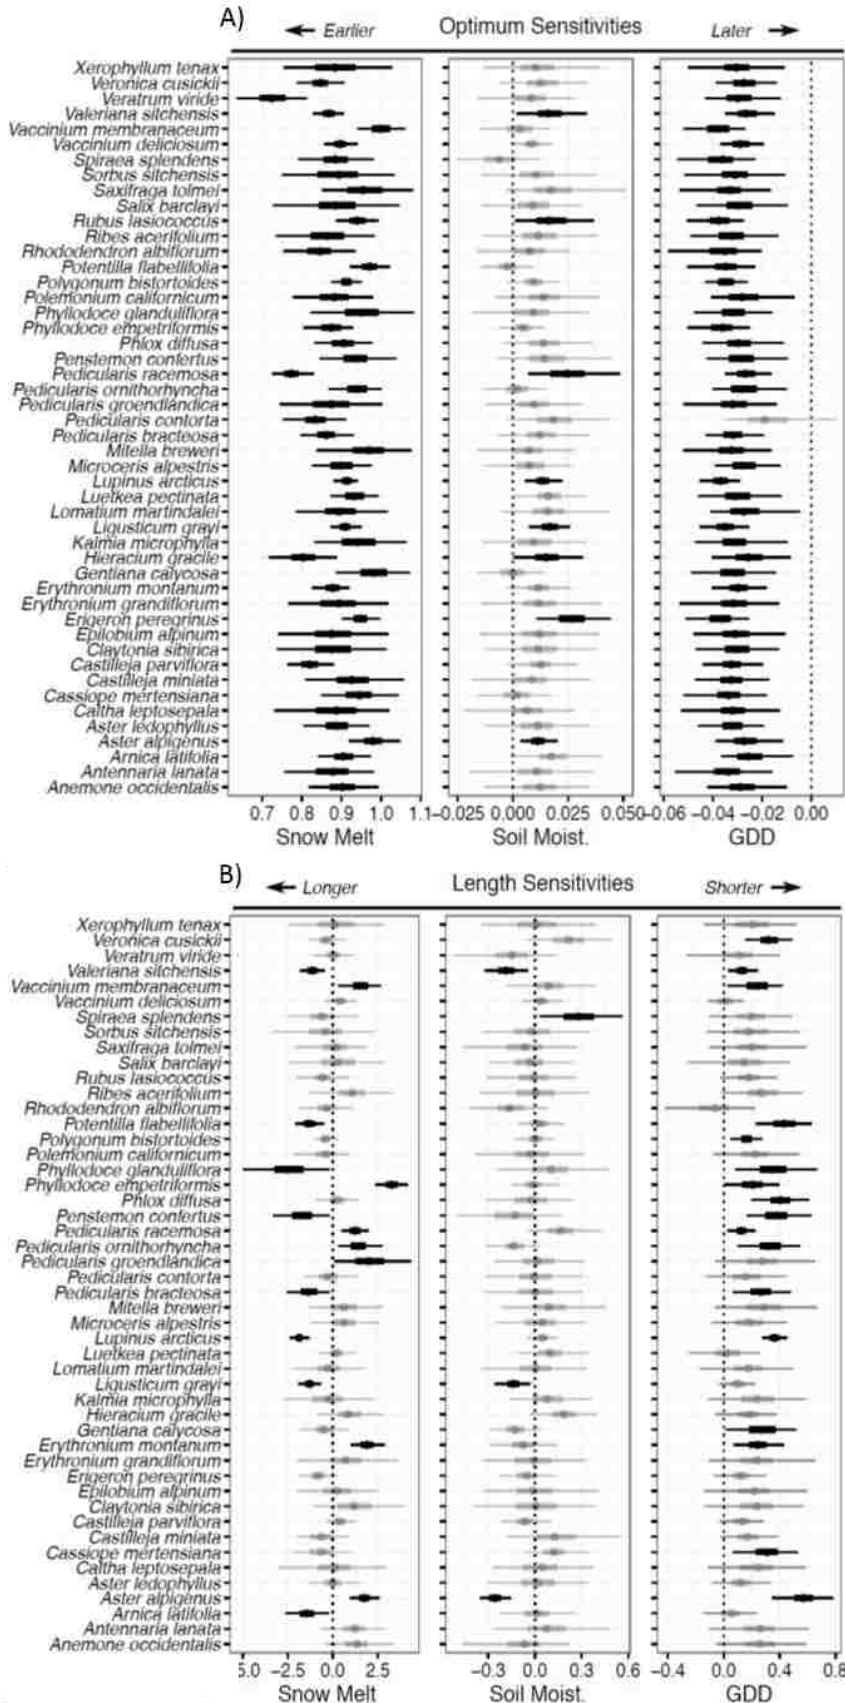 A)
← Earlier Optimum Sensitivities Later →
Xerophyllum tenax
Veronica cusickii
Veratrum viride
Valeriana sitchensis
Vaccinium membranaceum
Vaccinium deliciosum
Spiraea splendens
Sorbus sitchensis
Saxifraga tolmei
Salix barclayi
Rubus lasiococcus
Ribes acerifolium
Rhododendron albiflorum
Potentilla flabellifolia
Polygonum bistortoides
Polemonium californicum
Phyllodoce glanduliflora
Phyllodoce empetriformis
Phlox diffusa
Penstemon confertus
Pedicularis racemosa
Pedicularis ornithorhyncha
Pedicularis groendlandica
Pedicularis contorta
Pedicularis bracteosa
Mitella breweri
Microceris alpestris
Lupinus arcticus
Luetkea pectinata
Lomatium martindalei
Ligusticum grayi
Kalmia microphylla
Hieracium gracile
Gentiana calycosa
Erythronium montanum
Erythronium grandiflorum
Erigeron peregrinus
Epilobium alpinum
Claytonia sibirica
Castilleja parviflora
Castilleja miniata
Cassiope mertensiana
Caltha leptosepala
Aster ledophyllus
Aster alpigenus
Arnica latifolia
Antennaria lanata
Anemone occidentalis
0.7 0.8 0.9 1.0 1.1 −0.025 0.000 0.025 0.050 −0.06 −0.04 −0.02 0.00
Snow Melt Soil Moist. GDD
B)
← Longer Length Sensitivities Shorter →
Xerophyllum tenax
Veronica cusickii
Veratrum viride
Valeriana sitchensis
Vaccinium membranaceum
Vaccinium deliciosum
Spiraea splendens
Sorbus sitchensis
Saxifraga tolmei
Salix barclayi
Rubus lasiococcus
Ribes acerifolium
Rhododendron albiflorum
Potentilla flabellifolia
Polygonum bistortoides
Polemonium californicum
Phyllodoce glanduliflora
Phyllodoce empetriformis
Phlox diffusa
Penstemon confertus
Pedicularis racemosa
Pedicularis ornithorhyncha
Pedicularis groendlandica
Pedicularis contorta
Pedicularis bracteosa
Mitella breweri
Microceris alpestris
Lupinus arcticus
Luetkea pectinata
Lomatium martindalei
Ligusticum grayi
Kalmia microphylla
Hieracium gracile
Gentiana calycosa
Erythronium montanum
Erythronium grandiflorum
Erigeron peregrinus
Epilobium alpinum
Claytonia sibirica
Castilleja parviflora
Castilleja miniata
Cassiope mertensiana
Caltha leptosepala
Aster ledophyllus
Aster alpigenus
Arnica latifolia
Antennaria lanata
Anemone occidentalis
5.0 −2.5 0.0 2.5 −0.3 0.0 0.3 0.6 −0.4 0.0 0.4 0.8
Snow Melt Soil Moist. GDD